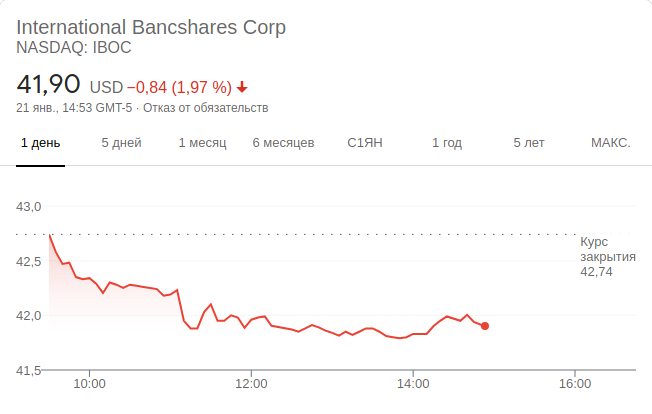 International Bancshares Corp
NASDAQ: IBOC
41,90 USD −0,84 (1,97 %)
21 янв., 14:53 GMT-5 · Отказ от обязательств
1 день 5 дней 1 месяц 6 месяцев С1ЯН 1 год 5 лет МАКС.
43,0
Курс
закрытия
42,74
42,5
42,0
41,5
10:00 12:00 14:00 16:00